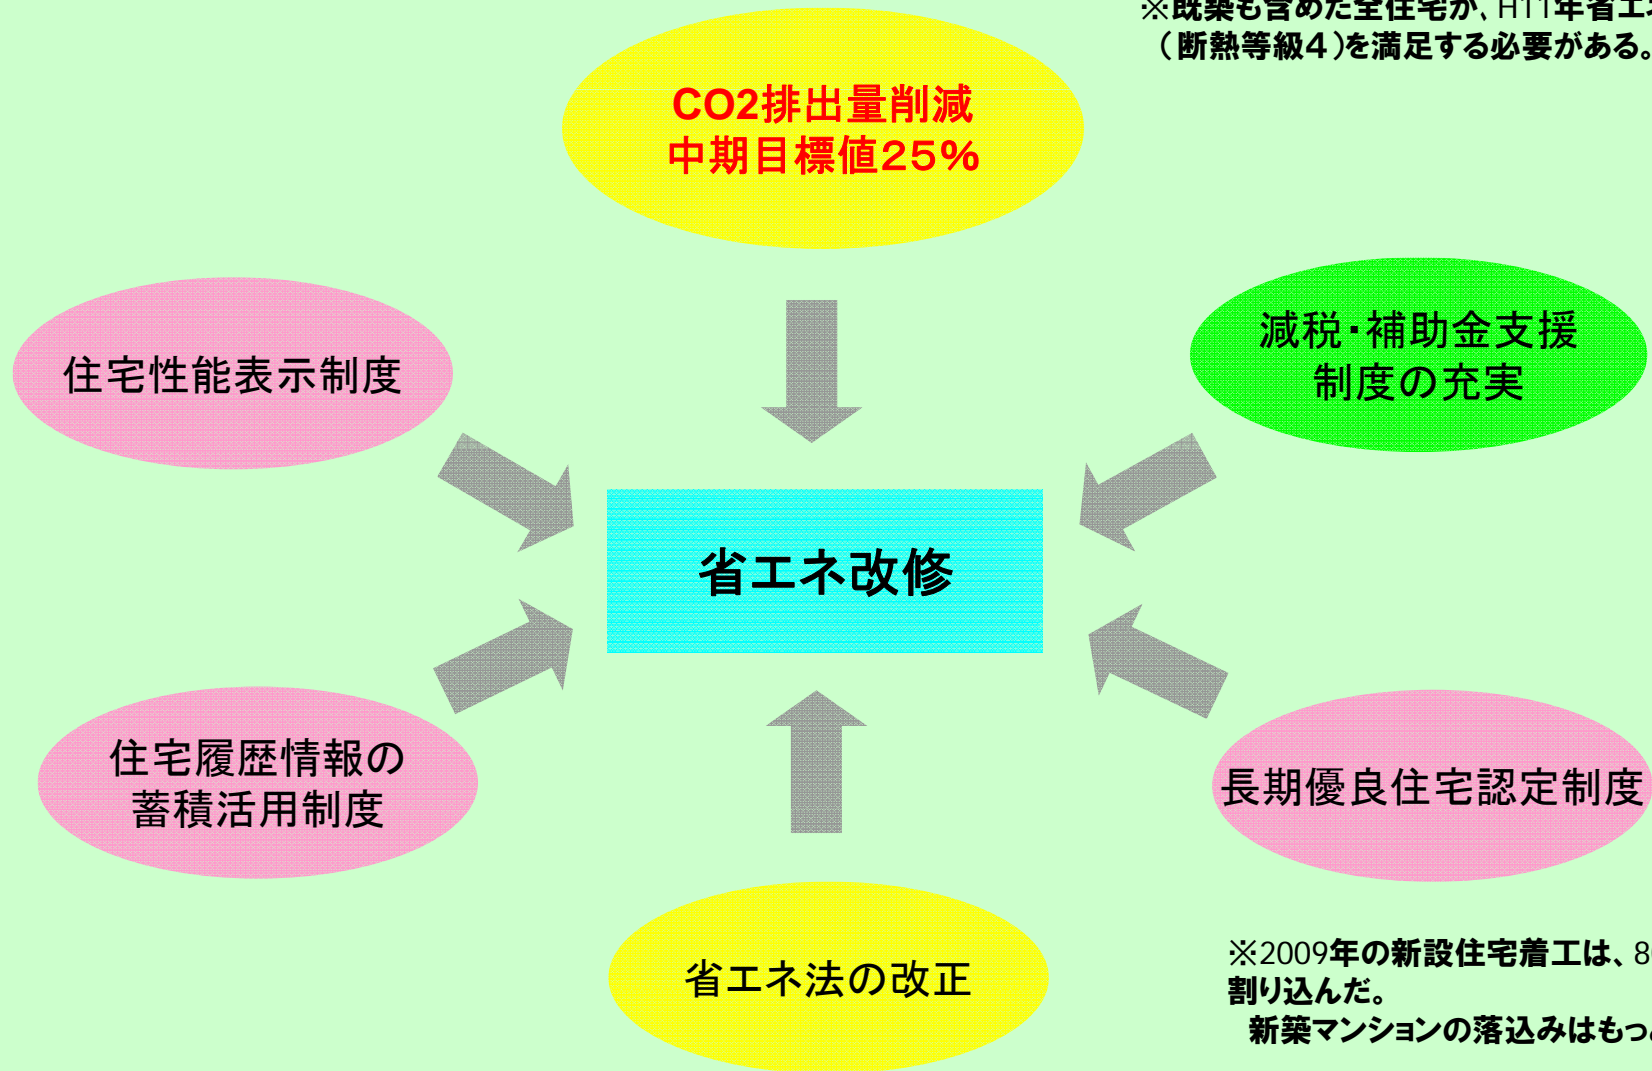 ※既築も含めた全住宅が、H11年省エ
(断熱等級4)を満足する必要がある。
CO2排出量削減
中期目標値25%
住宅性能表示制度
減税・補助金支援
制度の充実
省エネ改修
住宅履歴情報の
蓄積活用制度
長期優良住宅認定制度
省エネ法の改正
※2009年の新設住宅着工は、8
割り込んだ。
新築マンションの落込みはもっ